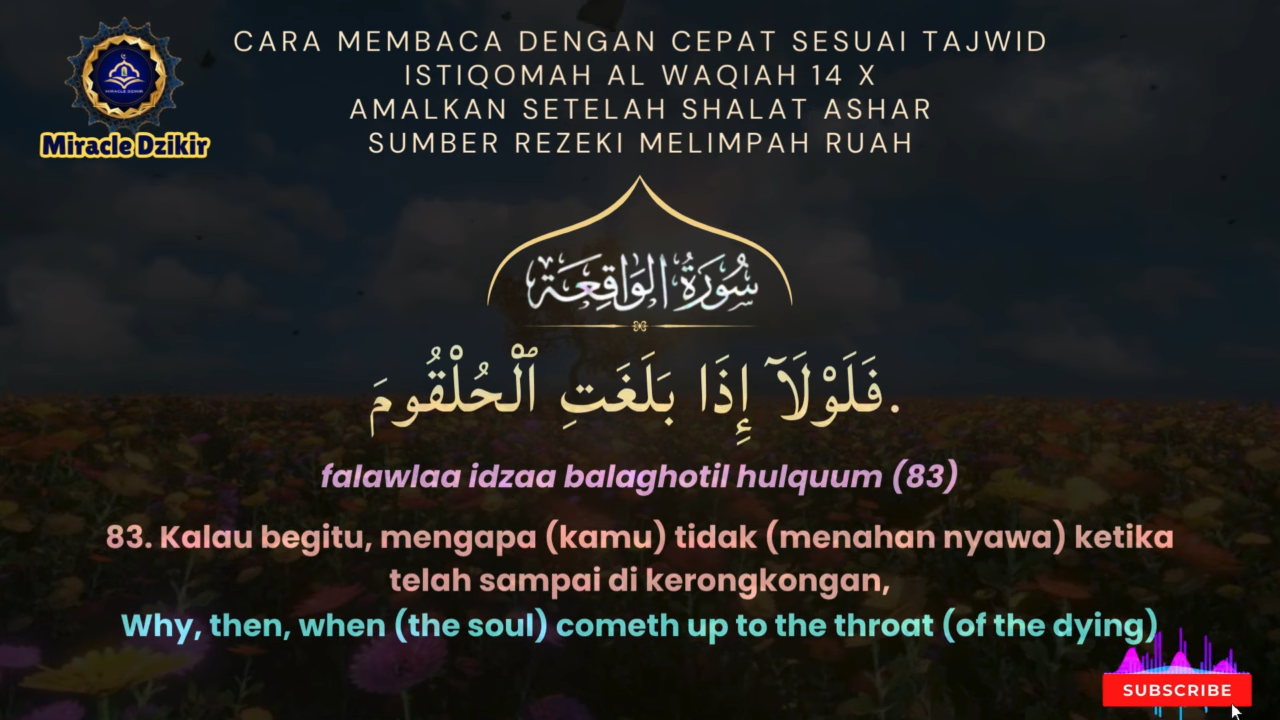 CARA MEMBACA DENGAN CEPAT SESUAI TAJWID
ISTIQOMAH AL WAQIAH 14 X
AMALKAN SETELAH SHALAT ASHAR
SUMBER REZEKI MELIMPAH RUAH
MIRACLE DZIKIR
Miracle Dzikir
سُورَةُ الوَاقِعَة
فَلَوْلَآ إِذَا بَلَغَتِ ٱلْحُلْقُومَ.
falawlaa idzaa balaghotil hulquum (83)
83. Kalau begitu, mengapa (kamu) tidak (menahan nyawa) ketika
telah sampai di kerongkongan,
Why, then, when (the soul) cometh up to the throat (of the dying)
SUBSCRIBE